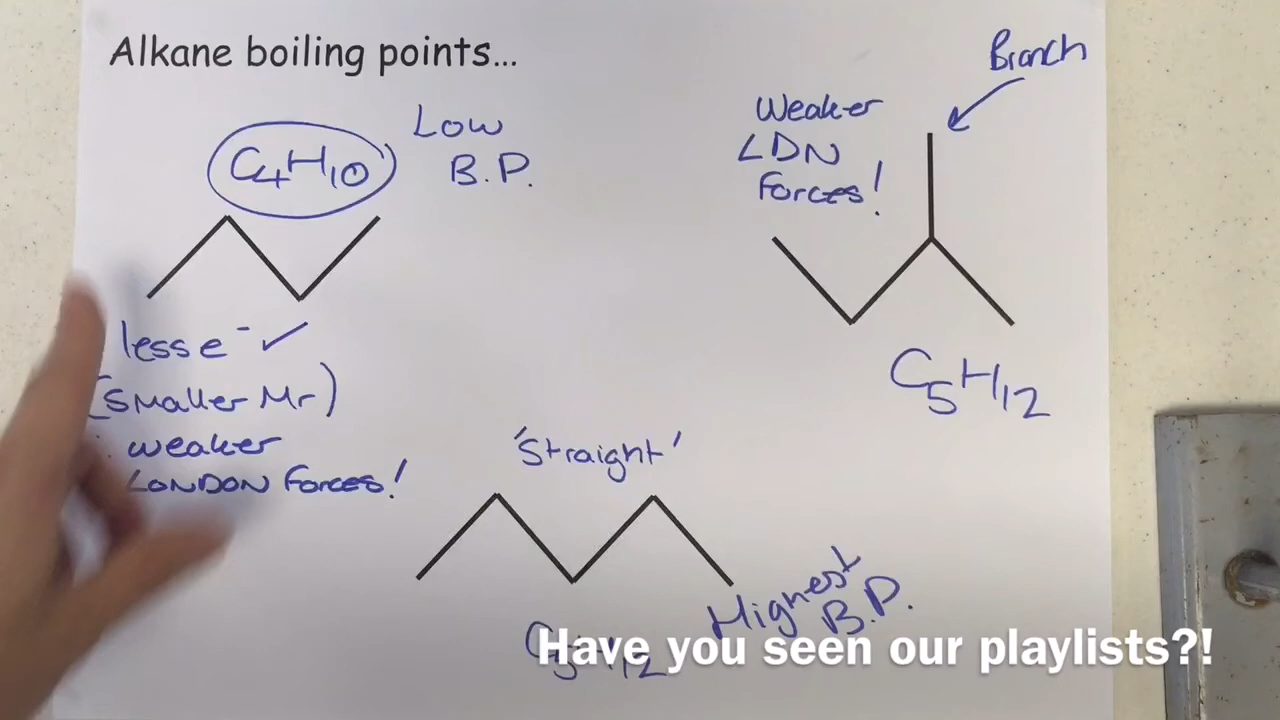 Alkane boiling points...
C4H10
Low
B.P.
less e⁻ ✓
(smaller Mr)
weaker
LONDON Forces!
Weaker
LDN
Forces!
Branch
C5H12
'Straight'
Highest
B.P.
Have you seen our playlists?!